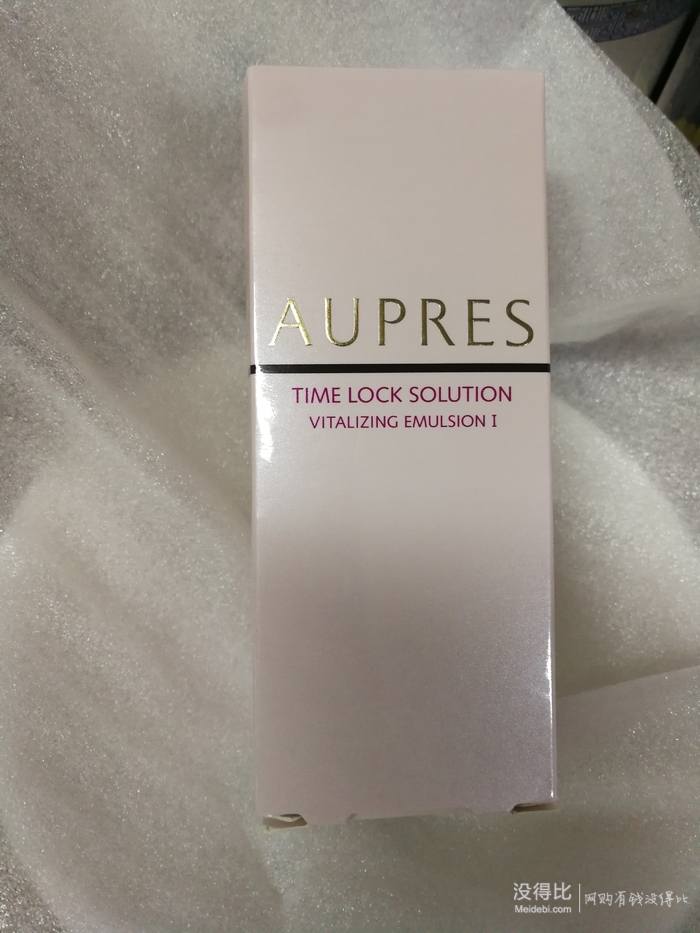 AUPRES
TIME LOCK SOLUTION
VITALIZING EMULSION I
没得比
Meidebi.com
网购有钱没得比